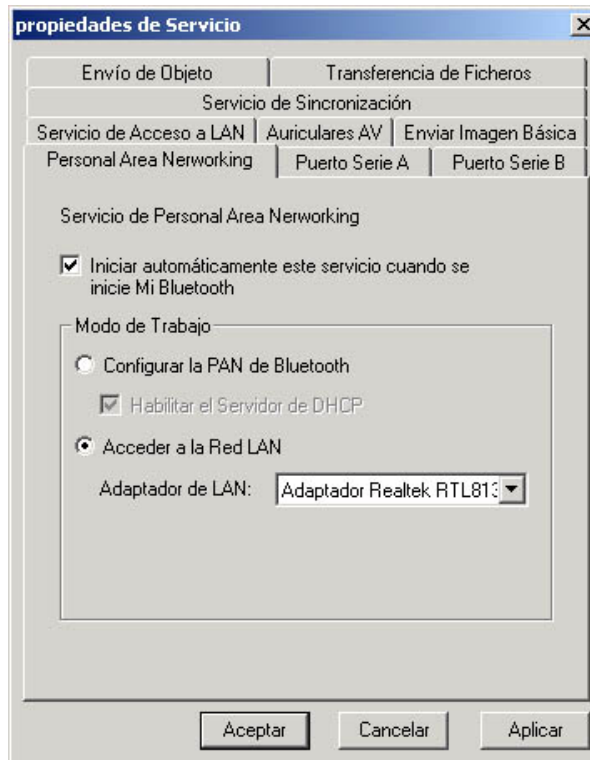 propiedades de Servicio
Envío de Objeto
Transferencia de Ficheros
Servicio de Sincronización
Servicio de Acceso a LAN
Auriculares AV
Enviar Imagen Básica
Personal Area Nerworking
Puerto Serie A
Puerto Serie B
Servicio de Personal Area Nerworking
Iniciar automáticamente este servicio cuando se
inicie Mi Bluetooth
Modo de Trabajo
Configurar la PAN de Bluetooth
Habilitar el Servidor de DHCP
Acceder a la Red LAN
Adaptador de LAN:
Adaptador Realtek RTL813
Aceptar
Cancelar
Aplicar